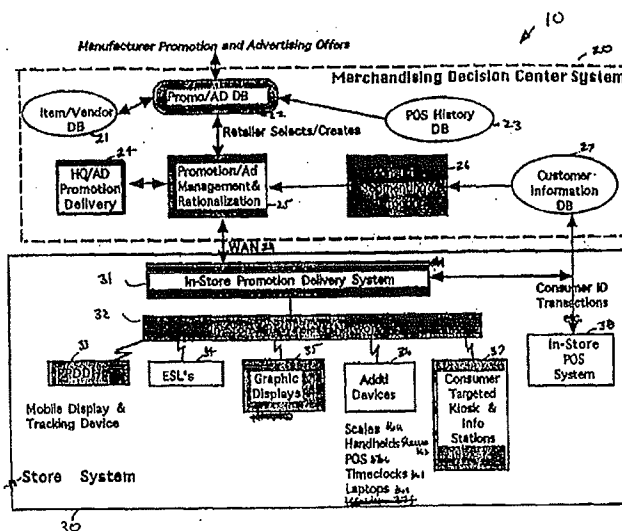 10
Manufacturer Promotion and Advertising Offers
20
Merchandising Decision Center System
Promo/AD DB
22
Item/Vendor
DB
21
POS History
DB
23
Retailer Selects/Creates
24
HQ/AD
Promotion
Delivery
Promotion/Ad
Management &
Rationalization
25
26
27
Customer
Information
DB
WAN
31
In-Store Promotion Delivery System
Consumer ID
Transactions
32
33
Mobile Display &
Tracking Device
34
ESL's
35
Graphic
Displays
36
Addtl
Devices
37
Consumer
Targeted
Kiosk &
Info
Stations
38
In-Store
POS
System
Scales
Handhelds
POS
Timeclocks
Laptops
Store System
30